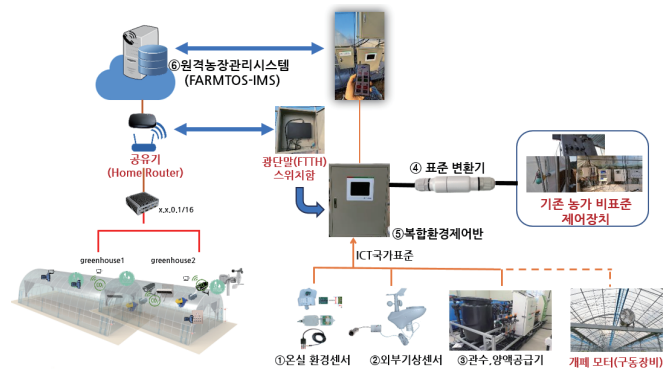 ⑥원격농장관리시스템
(FARMTOS-IMS)
공유기
(Home Router)
광단말(FTTH)
스위치함
④ 표준 변환기
기존 농가 비표준
제어장치
x.x.0.1/16
⑤복합환경제어반
ICT국가표준
greenhouse1
greenhouse2
①온실 환경센서
②외부기상센서
③관수.양액공급기
개폐 모터(구동장비)